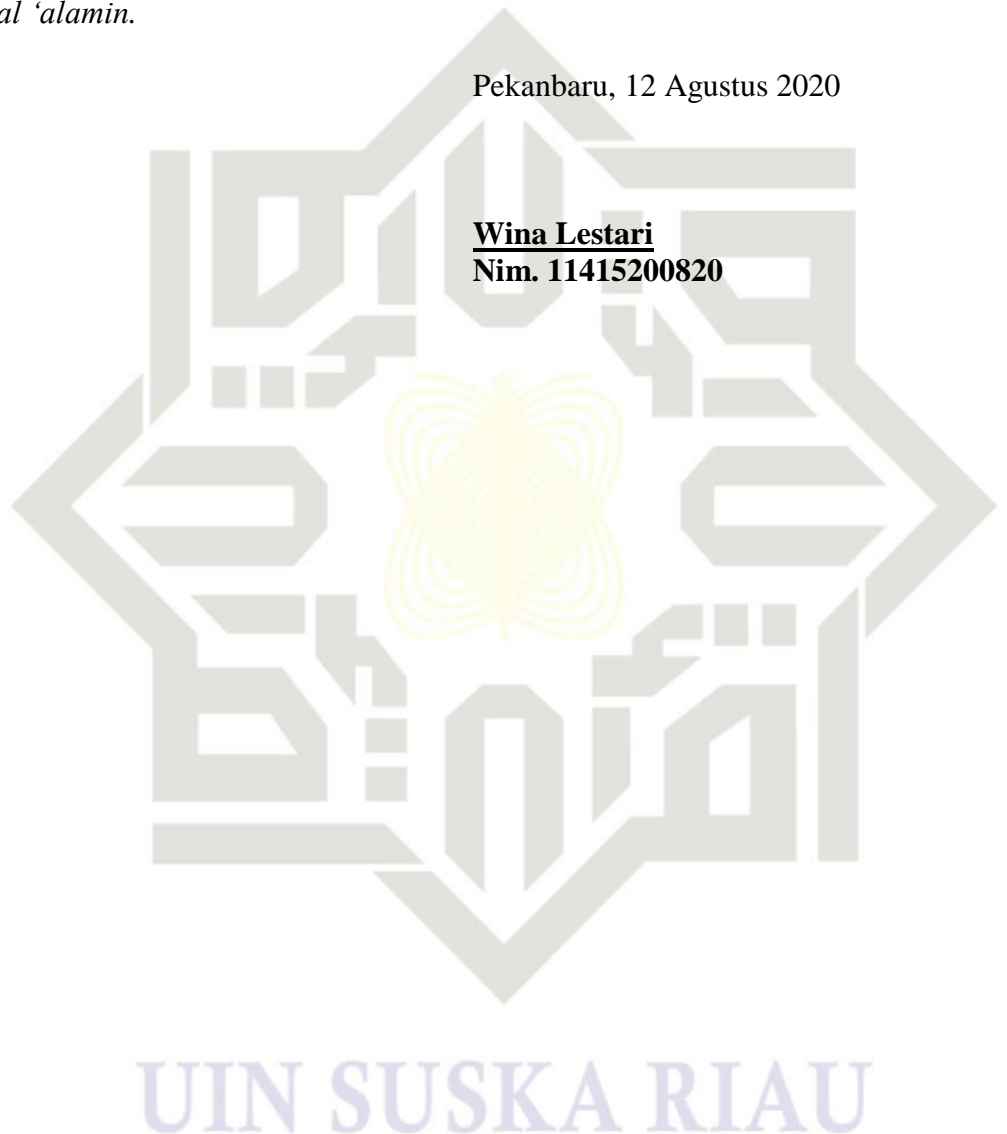 al ‘alamin.
Pekanbaru, 12 Agustus 2020
Wina Lestari
Nim. 11415200820
UIN SUSKA RIAU